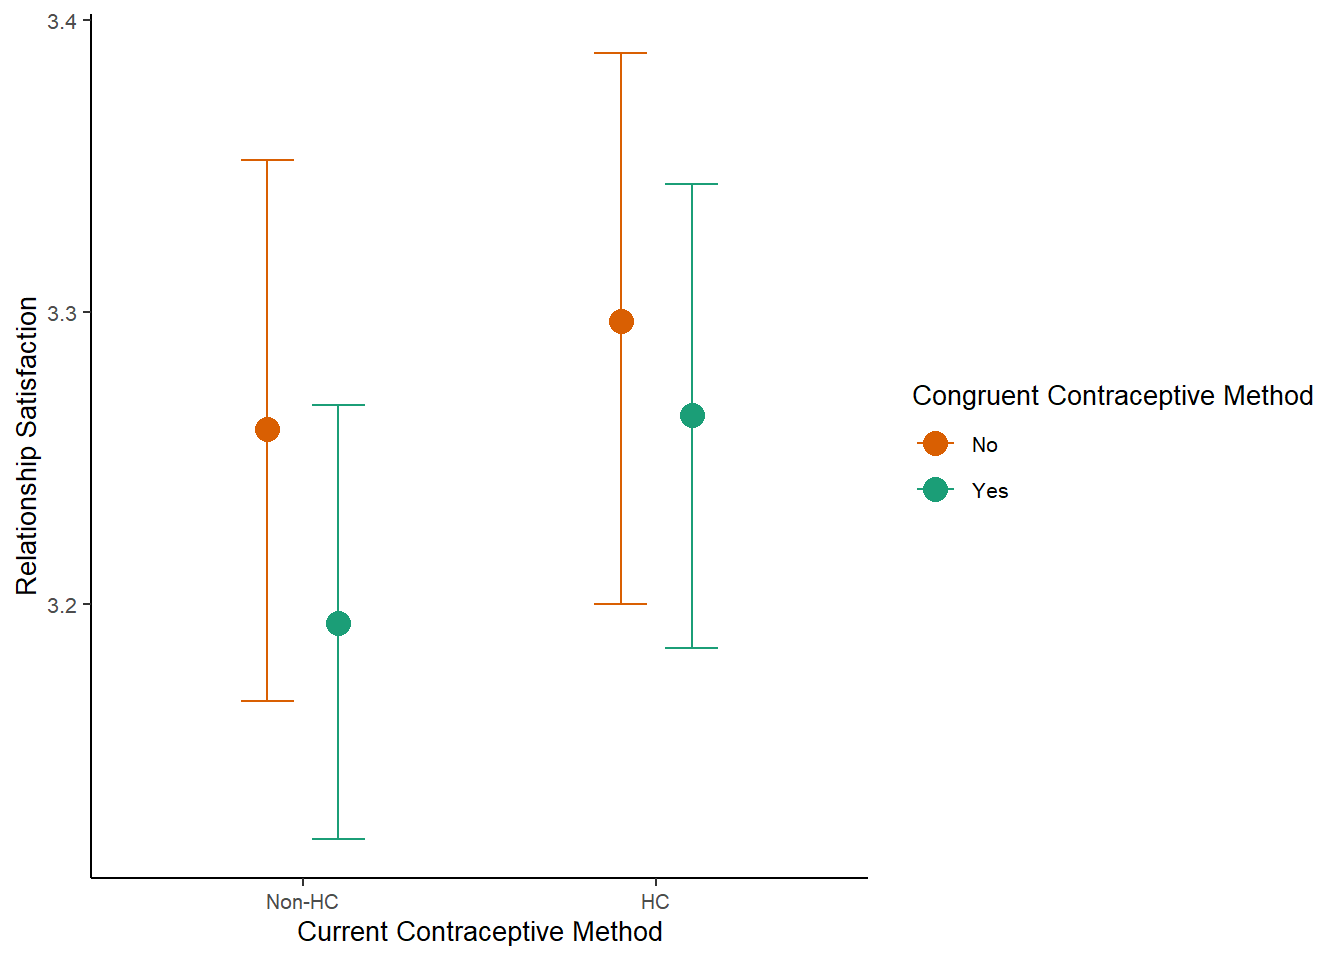 3.4
3.3
3.2
Relationship Satisfaction
Non-HC
HC
Current Contraceptive Method
Congruent Contraceptive Method
No
Yes